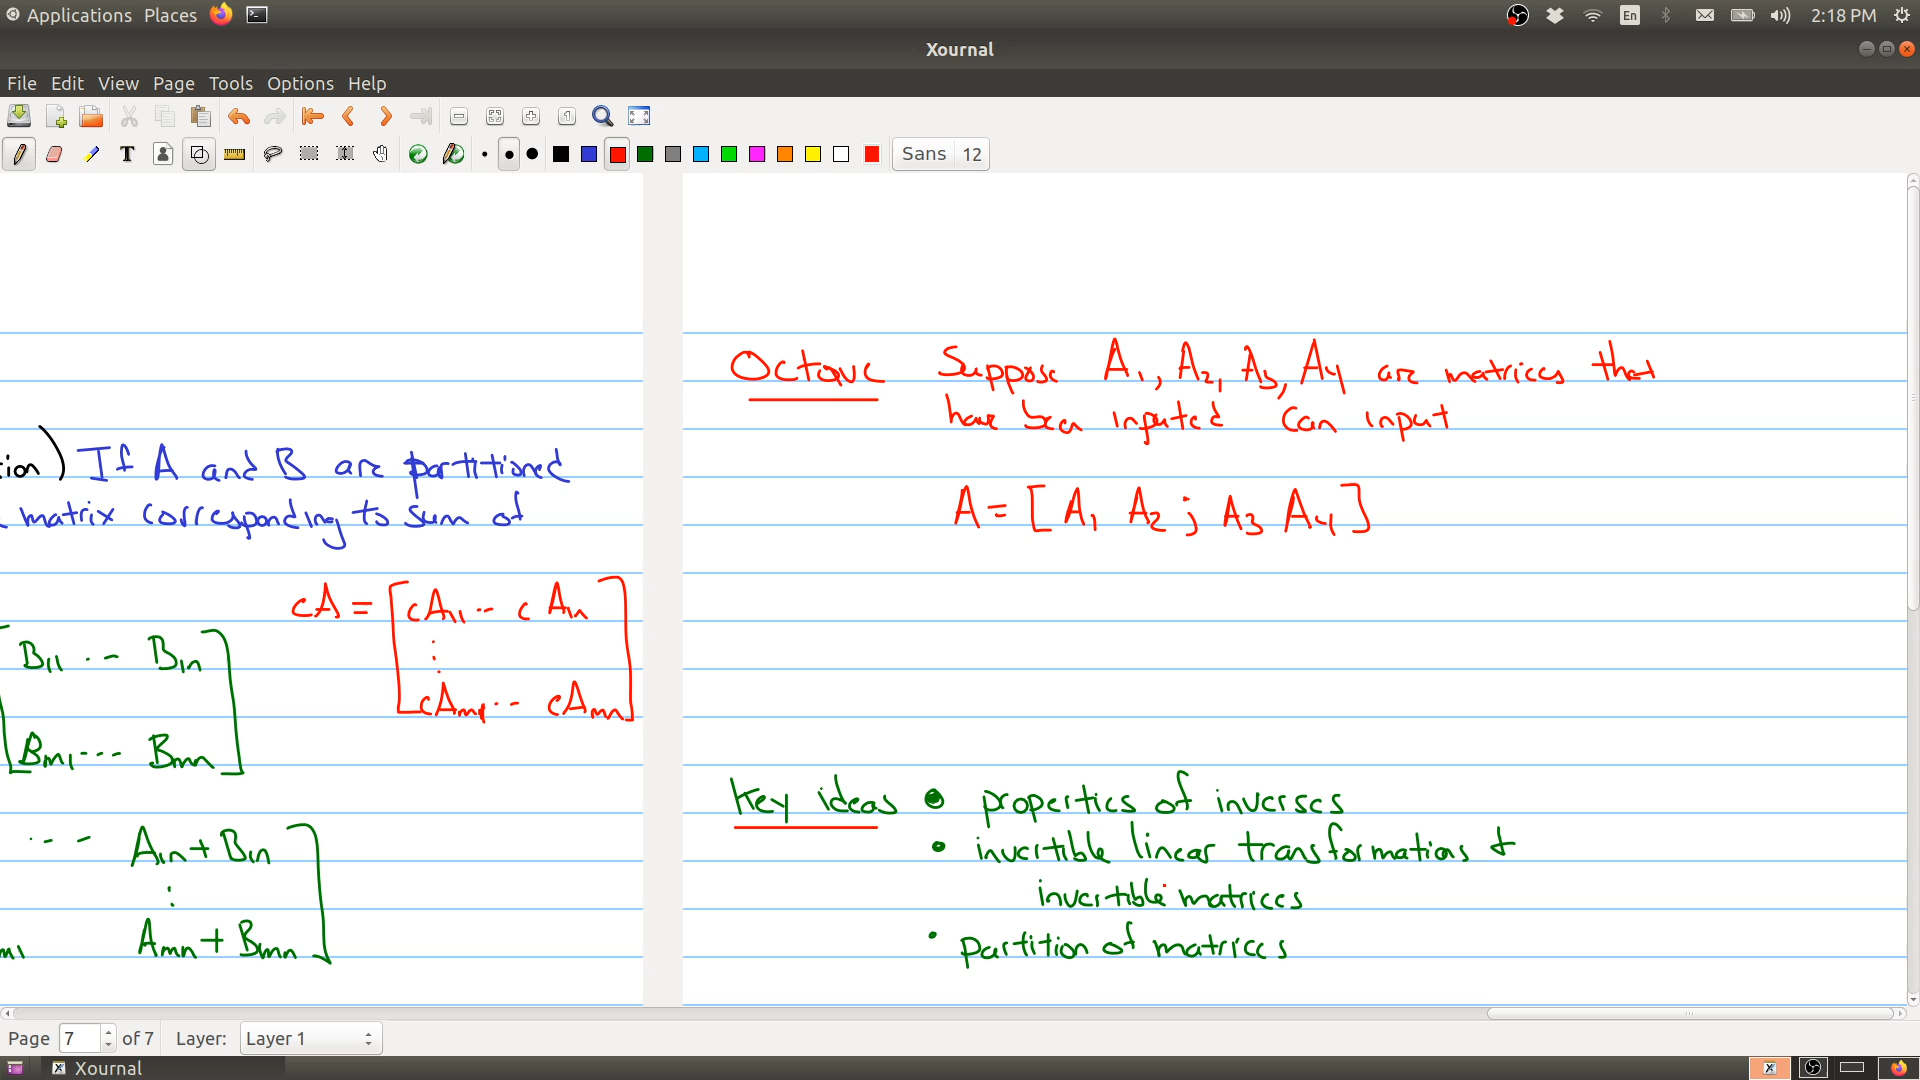 Applications Places
En
2:18 PM
Xournal
File Edit View Page Tools Options Help
T
Sans 12
ion) If A and B are partitioned
matrix corresponding to sum of
cA = [cA11 -- c A1n
⋮
cAm1 -- cAmn]
B11 ·-- B1n
Bm1 --- Bmn
·-- A1n + B1n
⋮
m1 Amn + Bmn
Octave Suppose A1, A2, A3, A4 are matrices that
have been inputed Can input
A = [A1 A2 ; A3 A4]
Key ideas • properties of inverses
• invertible linear transformations &
invertible matrices
• partition of matrices
Page 7 of 7 Layer: Layer 1
Xournal